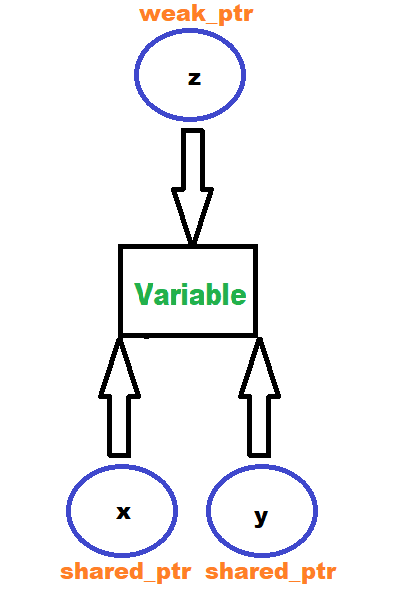 weak_ptr
z
Variable
x
y
shared_ptr shared_ptr